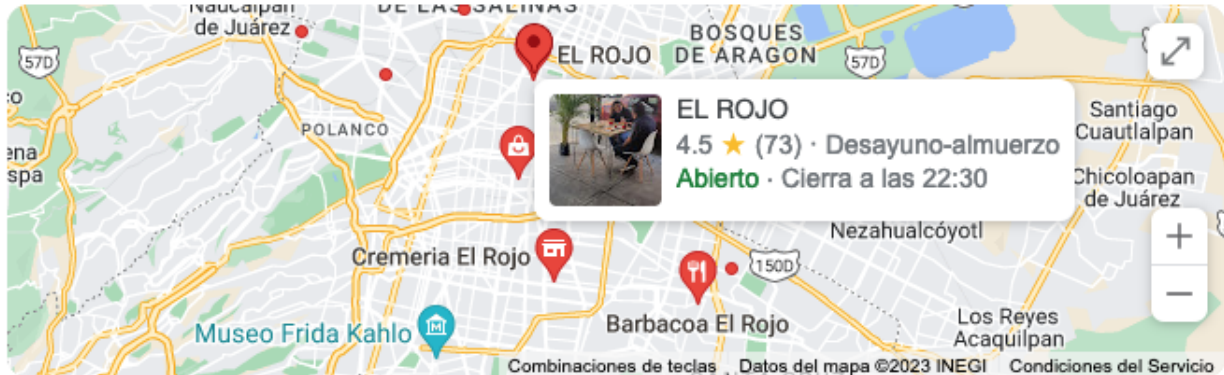 Naucalpan
de Juárez
DE LAS SALINAS
57D
EL ROJO
BOSQUES
DE ARAGON
57D
POLANCO
EL ROJO
4.5 ★ (73) · Desayuno-almuerzo
Abierto · Cierra a las 22:30
Santiago
Cuautlalpan
Chicoloapan
de Juárez
Nezahualcóyotl
Cremeria El Rojo
150D
Barbacoa El Rojo
Museo Frida Kahlo
Los Reyes
Acaquilpan
Combinaciones de teclas
Datos del mapa ©2023 INEGI
Condiciones del Servicio